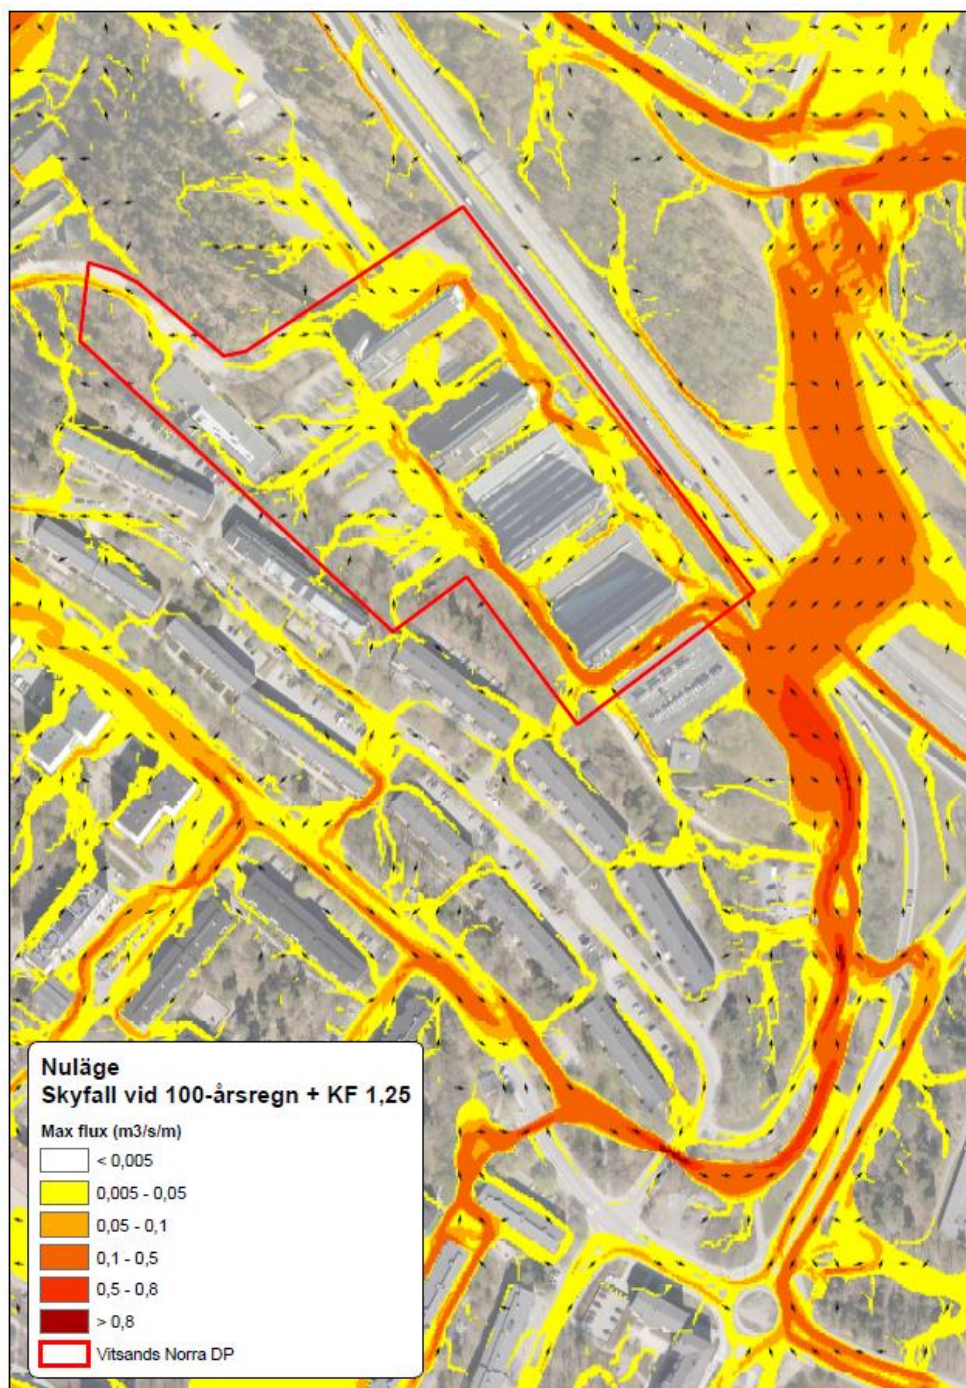 Nuläge
Skyfall vid 100-årsregn + KF 1,25
Max flux (m3/s/m)
< 0,005
0,005 - 0,05
0,05 - 0,1
0,1 - 0,5
0,5 - 0,8
> 0,8
Vitsands Norra DP